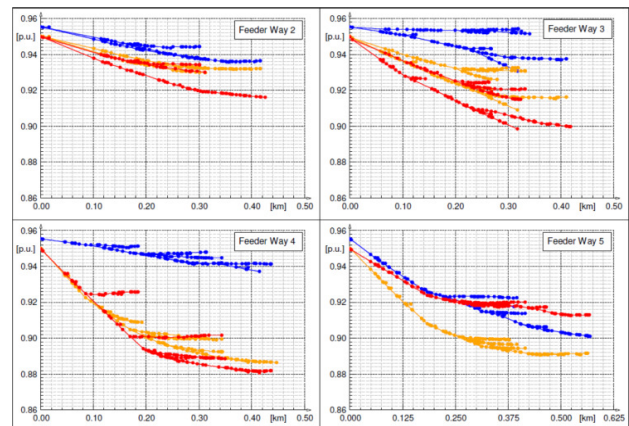 0.96
[p.u.]
0.94
0.92
0.90
0.88
0.86
0.00 0.10 0.20 0.30 [km] 0.50
Feeder Way 2
0.96
[p.u.]
0.94
0.92
0.90
0.88
0.86
0.00 0.10 0.20 0.30 0.40 [km] 0.50
Feeder Way 3
0.96
[p.u.]
0.94
0.92
0.90
0.88
0.86
0.00 0.10 0.20 0.30 [km] 0.40 0.50
Feeder Way 4
0.96
[p.u.]
0.94
0.92
0.90
0.88
0.86
0.00 0.125 0.250 0.375 [km] 0.500 0.625
Feeder Way 5